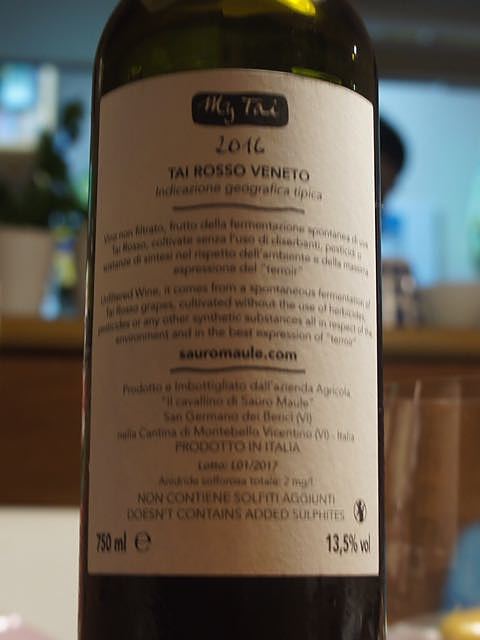 My Tai
2016
TAI ROSSO VENETO
Indicazione geografica tipica
Vino non filtrato, frutto della fermentazione spontanea di uve
Tai Rosso, coltivate senza l'uso di diserbanti, pesticidi o
sostanze di sintesi nel rispetto dell'ambiente e della massima
espressione del "terroir"
Unfiltered Wine, it comes from a spontaneous fermentation of
Tai Rosso grapes, cultivated without the use of herbicides,
pesticides or any other synthetic substances all in respect of the
environment and in the best expression of "terroir"
sauromaule.com
Prodotto e Imbottigliato dall'azienda Agricola
"Il cavallino di Sauro Maule"
San Germano dei Berici (VI)
nella Cantina di Montebello Vicentino (VI) - Italia
PRODOTTO IN ITALIA
Lotto: L01/2017
Anidride solforosa totale: 2 mg/l
NON CONTIENE SOLFITI AGGIUNTI
DOESN'T CONTAINS ADDED SULPHITES
750 ml e 13,5% vol